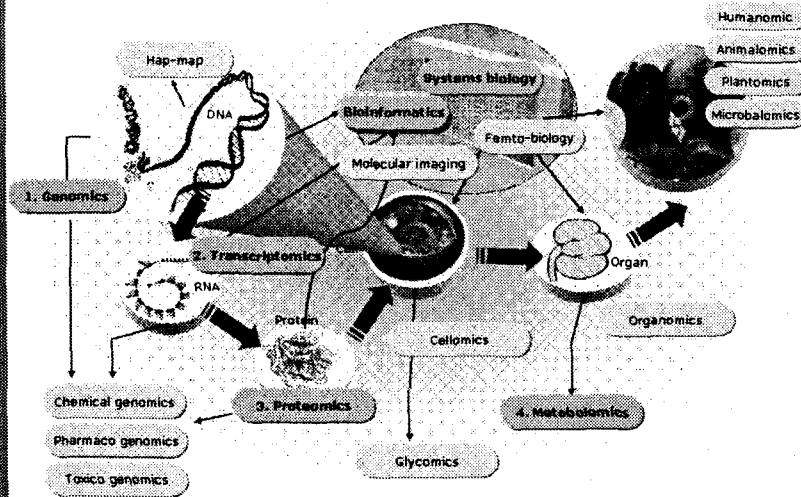 Humanomic
Hap-map
Animalomics
Systems biology
Plantomics
DNA
Bioinformatics
Microbalomics
Femto-biology
Molecular imaging
1. Genomics
2. Transcriptomics
Organ
RNA
Protein
Organomics
Cellomics
Chemical genomics
3. Proteomics
4. Metabolomics
Pharmaco genomics
Glycomics
Toxico genomics